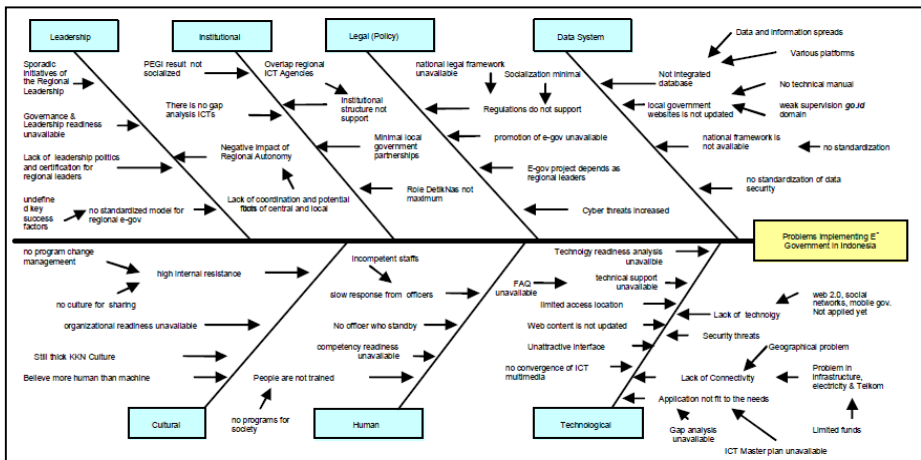 Leadership
Institutional
Legal (Policy)
Data System
Data and information spreads
Various platforms
Not integrated
database
No technical manual
local government
websites is not updated
weak supervision go.id
domain
national framework is
not available
no standardization
no standardization of data
security
PEGI result not
socialized
Overlap regional
ICT Agencies
national legal framework
unavailable
Socialization minimal
Sporadic
Initiatives of
the Regional
Leadership
There is no gap
analysis ICTs
Institutional
structure not
support
Regulations do not support
Governance &
Leadership readiness
unavailable
Negative impact of
Regional Autonomy
Minimal local
government
partnerships
promotion of e-gov unavailable
Lack of leadership politics
and certification for
regional leaders
E-gov project depends as
regional leaders
undefine
d key
success
factors
no standardized model for
regional e-gov
Lack of coordination and potential
of central and local
Role DetikNas not
maximum
Cyber threats increased
Problems Implementing E-
Government in Indonesia
no program change
management
high internal resistance
no culture for sharing
organizational readiness unavailable
Still thick KKN Culture
Believe more human than machine
Cultural
Incompetent staffs
slow response from officers
No officer who standby
competency readiness
unavailable
People are not trained
no programs for
society
Human
Technology readiness analysis
unavailable
FAQ
unavailable
technical support
unavailable
limited access location
Lack of technolgy
web 2.0, social
networks, mobile gov.
Not applied yet
Web content is not updated
Security threats
Unattractive Interface
Geographical problem
no convergence of ICT
multimedia
Lack of Connectivity
Problem in
infrastructure,
electricity & Telkom
Application not fit to the needs
Gap analysis
unavailable
Limited funds
ICT Master plan unavailable
Technological